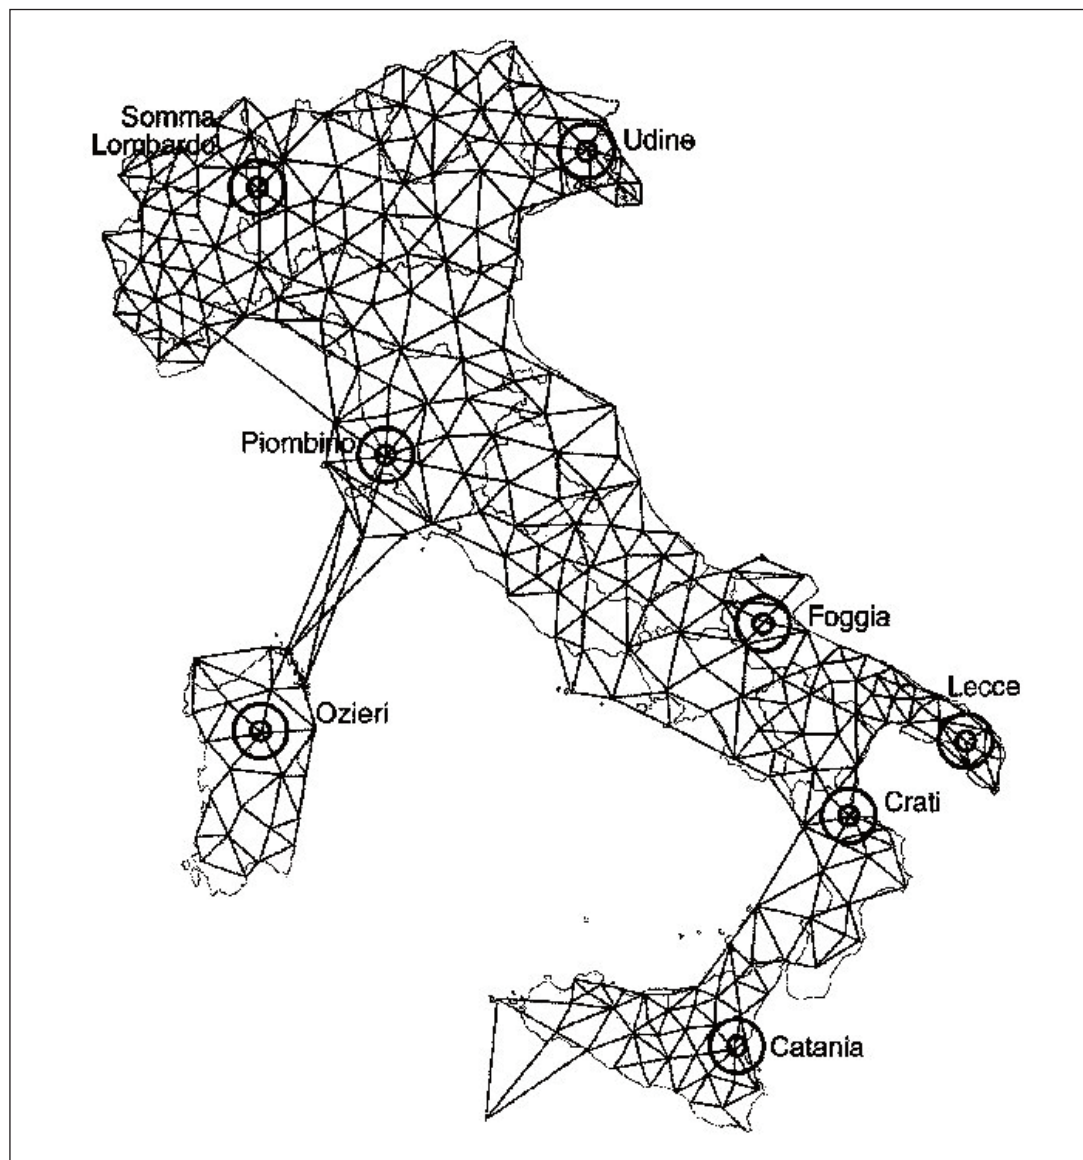 Somma
Lombardo
Udine
Piombino
Foggia
Lecce
Ozieri
Crati
Catania